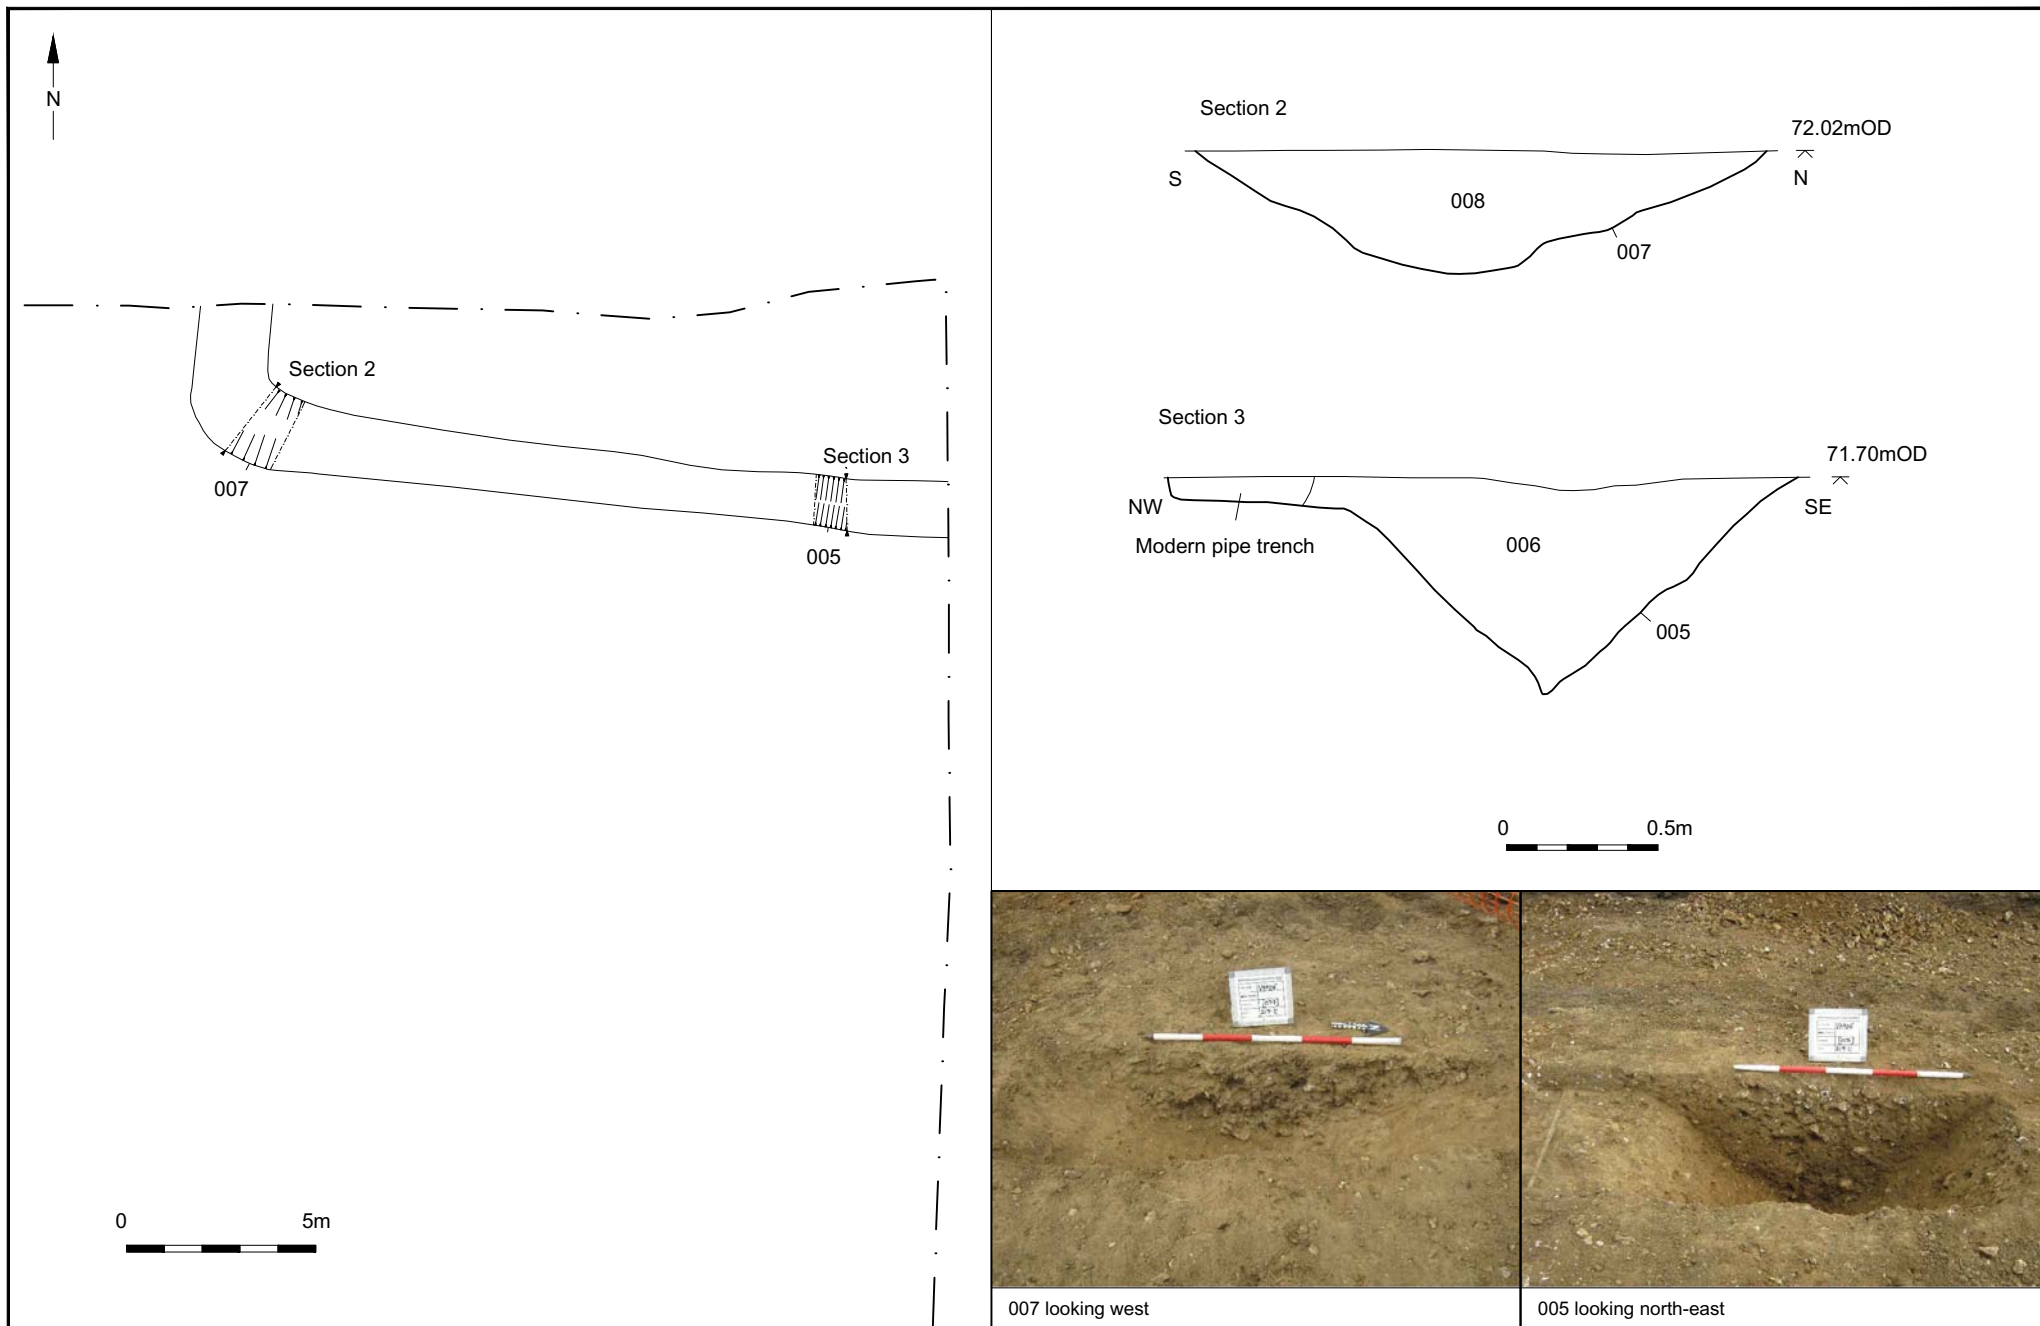 N
Section 2
007
Section 3
005
0 5m
Section 2
72.02mOD
S
N
008
007
Section 3
71.70mOD
NW
SE
Modern pipe trench
006
005
0 0.5m
007 looking west
005 looking north-east